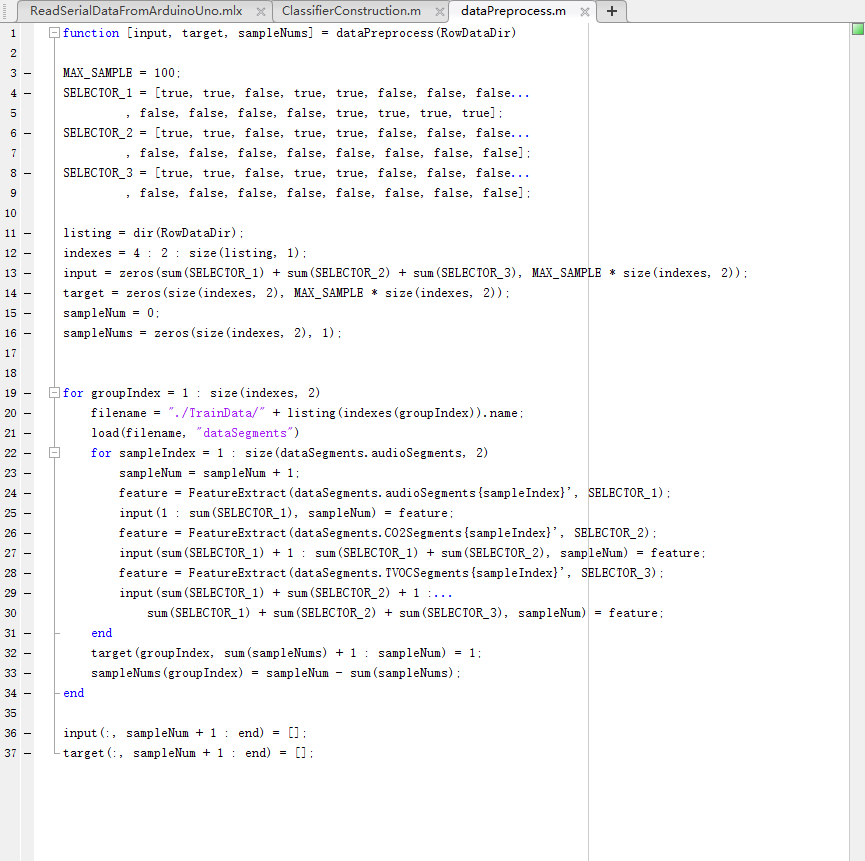 ReadSerialDataFromArduinoUno.mlx × ClassifierConstruction.m × dataPreprocess.m × +
1 function [input, target, sampleNums] = dataPreprocess(RowDataDir)
2
3 – MAX_SAMPLE = 100;
4 – SELECTOR_1 = [true, true, false, true, true, false, false, false...
5 , false, false, false, false, true, true, true, true];
6 – SELECTOR_2 = [true, true, false, true, true, false, false, false...
7 , false, false, false, false, false, false, false, false];
8 – SELECTOR_3 = [true, true, false, true, true, false, false, false...
9 , false, false, false, false, false, false, false, false];
10
11 – listing = dir(RowDataDir);
12 – indexes = 4 : 2 : size(listing, 1);
13 – input = zeros(sum(SELECTOR_1) + sum(SELECTOR_2) + sum(SELECTOR_3), MAX_SAMPLE * size(indexes, 2));
14 – target = zeros(size(indexes, 2), MAX_SAMPLE * size(indexes, 2));
15 – sampleNum = 0;
16 – sampleNums = zeros(size(indexes, 2), 1);
17
18
19 – for groupIndex = 1 : size(indexes, 2)
20 – filename = "./TrainData/" + listing(indexes(groupIndex)).name;
21 – load(filename, "dataSegments")
22 – for sampleIndex = 1 : size(dataSegments.audioSegments, 2)
23 – sampleNum = sampleNum + 1;
24 – feature = FeatureExtract(dataSegments.audioSegments{sampleIndex}', SELECTOR_1);
25 – input(1 : sum(SELECTOR_1), sampleNum) = feature;
26 – feature = FeatureExtract(dataSegments.CO2Segments{sampleIndex}', SELECTOR_2);
27 – input(sum(SELECTOR_1) + 1 : sum(SELECTOR_1) + sum(SELECTOR_2), sampleNum) = feature;
28 – feature = FeatureExtract(dataSegments.TVOCSegments{sampleIndex}', SELECTOR_3);
29 – input(sum(SELECTOR_1) + sum(SELECTOR_2) + 1 :...
30 sum(SELECTOR_1) + sum(SELECTOR_2) + sum(SELECTOR_3), sampleNum) = feature;
31 – end
32 – target(groupIndex, sum(sampleNums) + 1 : sampleNum) = 1;
33 – sampleNums(groupIndex) = sampleNum - sum(sampleNums);
34 – end
35
36 – input(:, sampleNum + 1 : end) = [];
37 – target(:, sampleNum + 1 : end) = [];